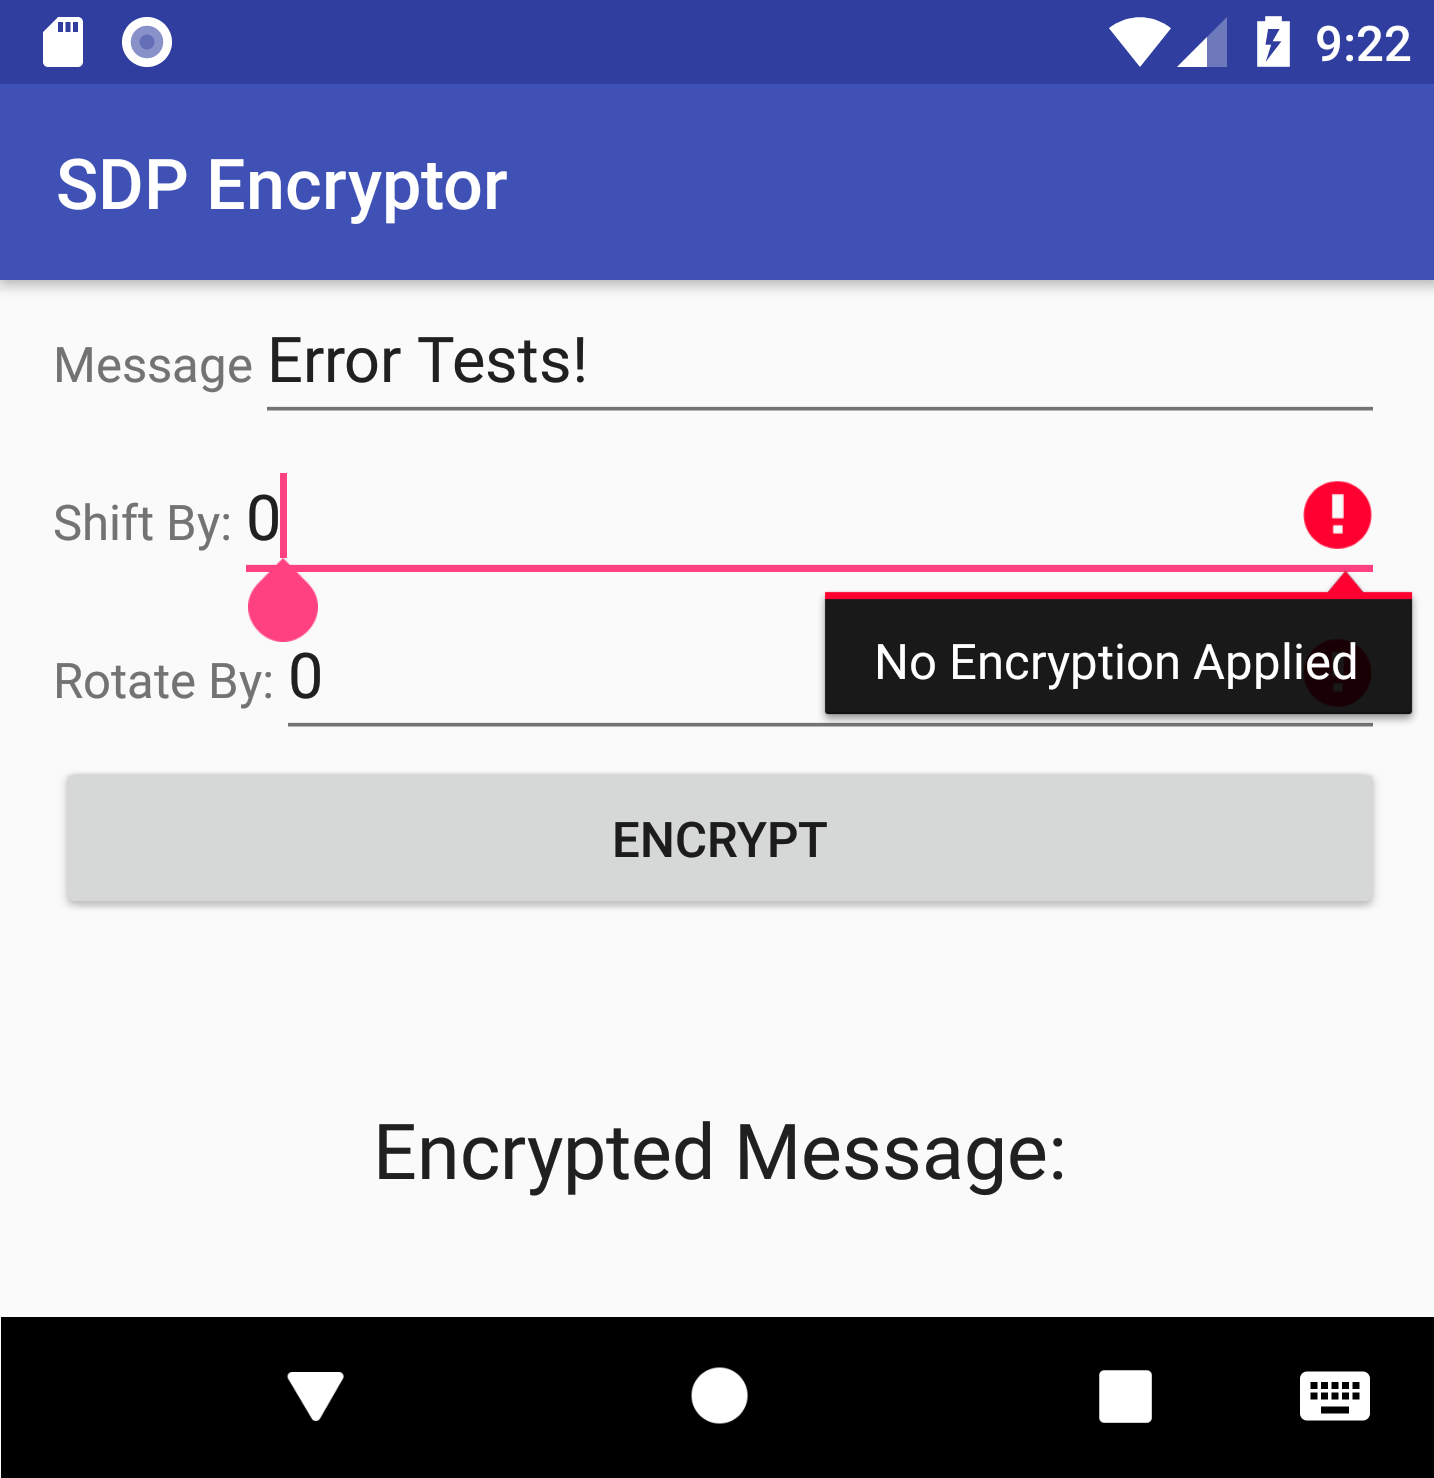 9:22
SDP Encryptor
Message Error Tests!
Shift By: 0
No Encryption Applied
Rotate By: 0
ENCRYPT
Encrypted Message: